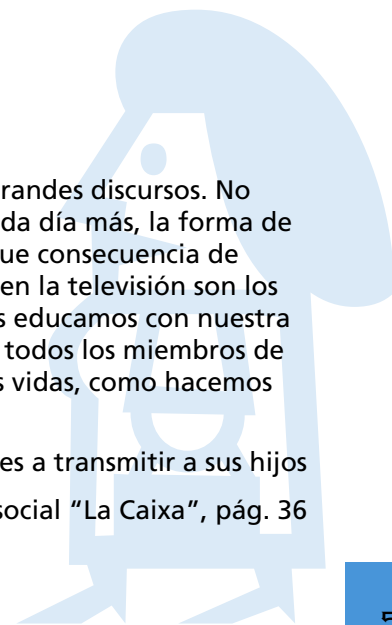 randes discursos. No
da día más, la forma de
ue consecuencia de
en la televisión son los
s educamos con nuestra
todos los miembros de
s vidas, como hacemos
es a transmitir a sus hijos
social “La Caixa”, pág. 36